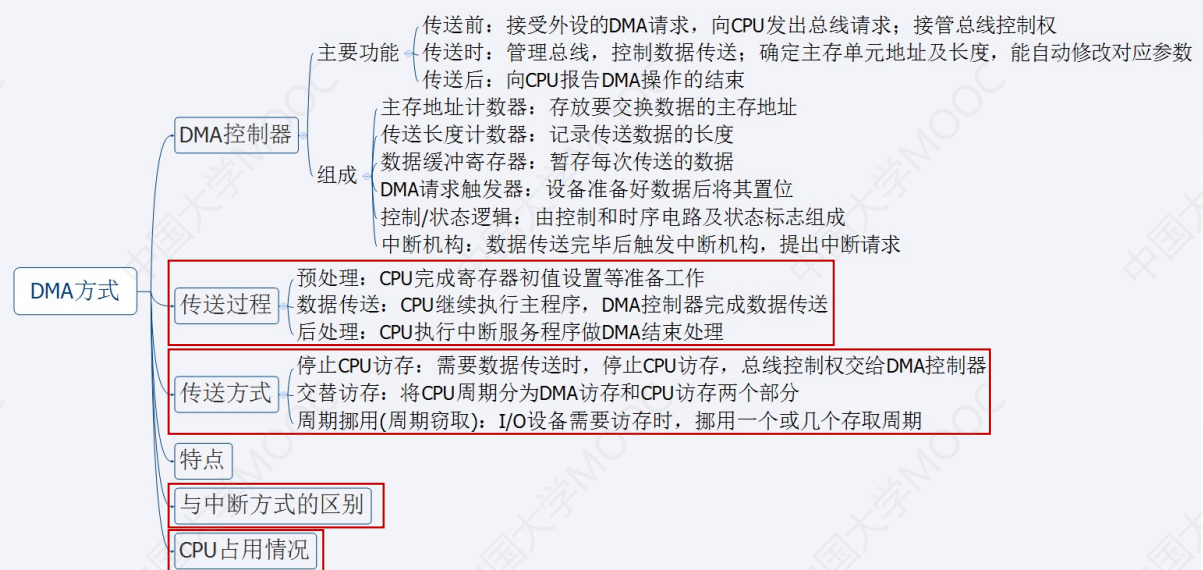 DMA方式
DMA控制器
主要功能
传送前：接受外设的DMA请求，向CPU发出总线请求；接管总线控制权
传送时：管理总线，控制数据传送；确定主存单元地址及长度，能自动修改对应参数
传送后：向CPU报告DMA操作的结束
组成
主存地址计数器：存放要交换数据的主存地址
传送长度计数器：记录传送数据的长度
数据缓冲寄存器：暂存每次传送的数据
DMA请求触发器：设备准备好数据后将其置位
控制/状态逻辑：由控制和时序电路及状态标志组成
中断机构：数据传送完毕后触发中断机构，提出中断请求
传送过程
预处理：CPU完成寄存器初值设置等准备工作
数据传送：CPU继续执行主程序，DMA控制器完成数据传送
后处理：CPU执行中断服务程序做DMA结束处理
传送方式
停止CPU访存：需要数据传送时，停止CPU访存，总线控制权交给DMA控制器
交替访存：将CPU周期分为DMA访存和CPU访存两个部分
周期挪用(周期窃取)：I/O设备需要访存时，挪用一个或几个存取周期
特点
与中断方式的区别
CPU占用情况
中国大学MOOC